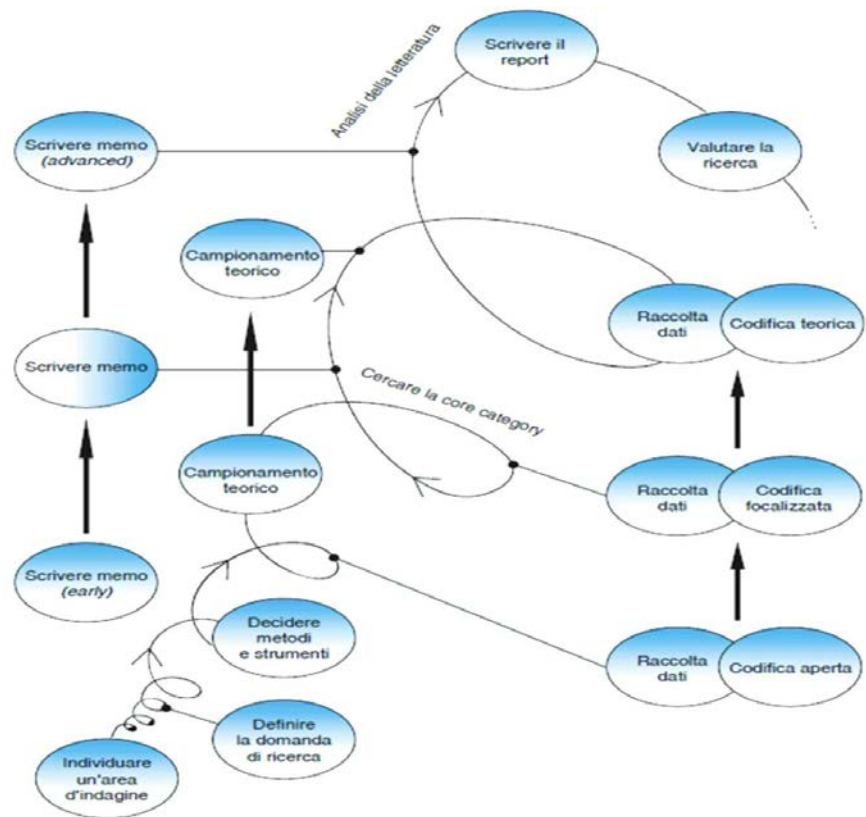 Scrivere il
report
Analisi della letteratura
Scrivere memo
(advanced)
Valutare la
ricerca
Campionamento
teorico
Raccolta
dati
Codifica teorica
Scrivere memo
Cercare la core category
Campionamento
teorico
Raccolta
dati
Codifica
focalizzata
Scrivere memo
(early)
Decidere
metodi
e strumenti
Raccolta
dati
Codifica aperta
Definire
la domanda
di ricerca
Individuare
un'area
d'indagine